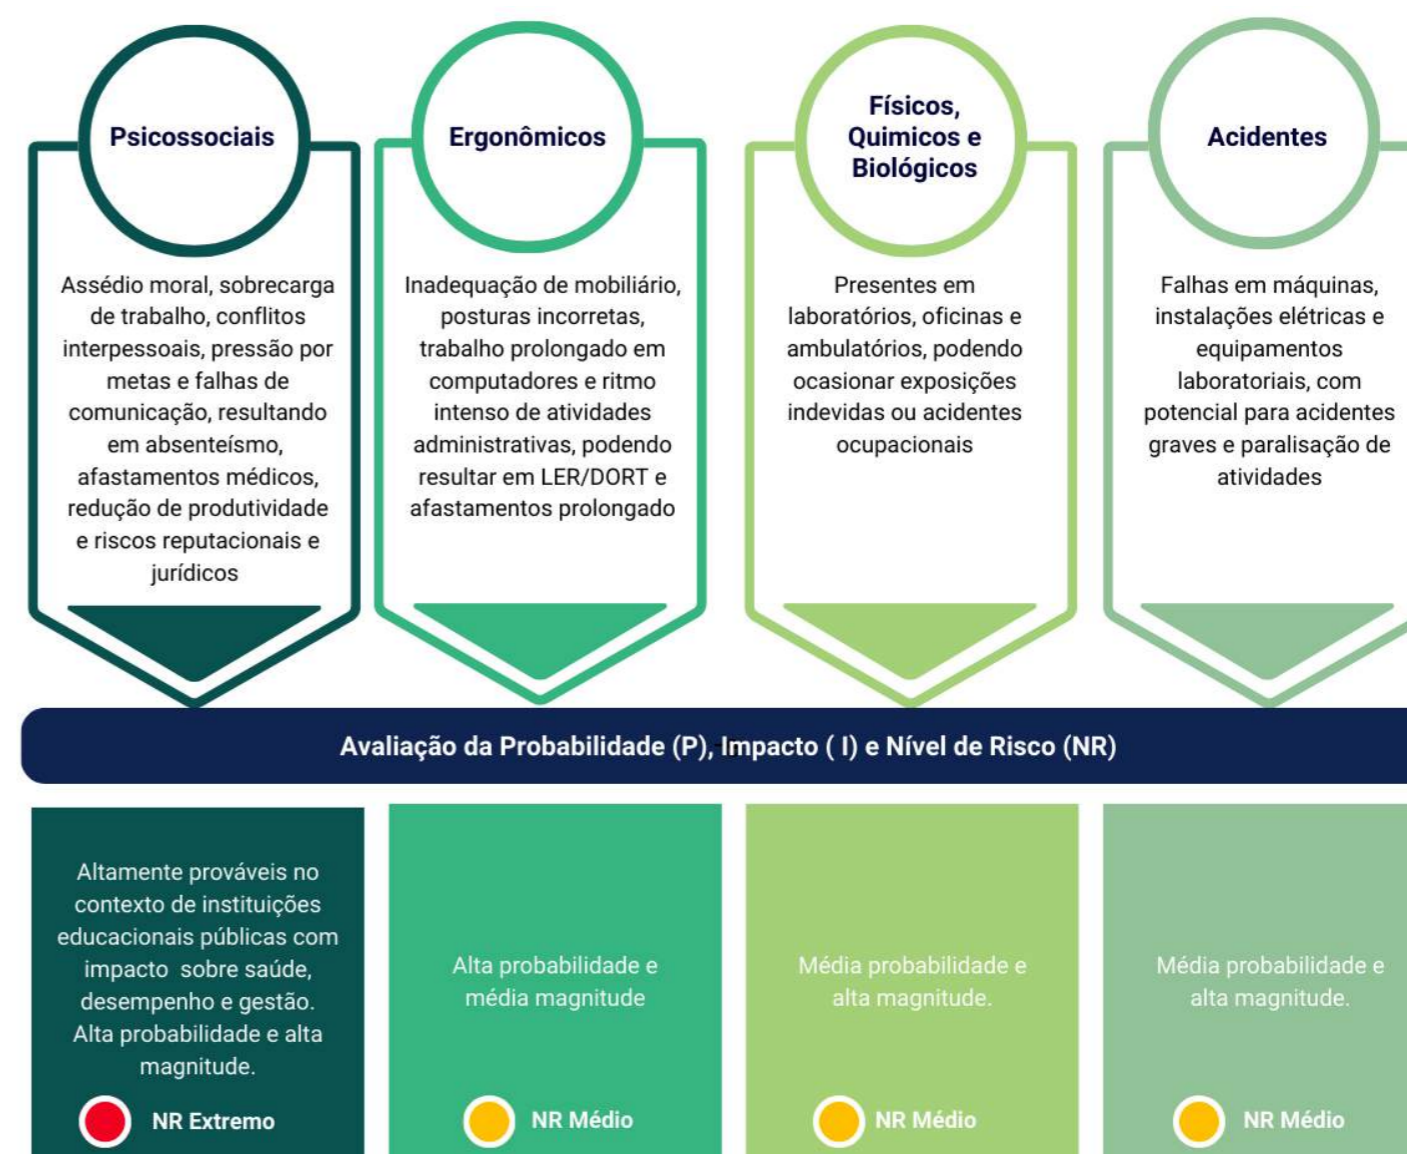 Psicossociais
Assédio moral, sobrecarga
de trabalho, conflitos
interpessoais, pressão por
metas e falhas de
comunicação, resultando
em absenteísmo,
afastamentos médicos,
redução de produtividade
e riscos reputacionais e
jurídicos
Ergonômicos
Inadequação de mobiliário,
posturas incorretas,
trabalho prolongado em
computadores e ritmo
intenso de atividades
administrativas, podendo
resultar em LER/DORT e
afastamentos prolongado
Físicos,
Quimicos e
Biológicos
Presentes em
laboratórios, oficinas e
ambulatórios, podendo
ocasionar exposições
indevidas ou acidentes
ocupacionais
Acidentes
Falhas em máquinas,
instalações elétricas e
equipamentos
laboratoriais, com
potencial para acidentes
graves e paralisação de
atividades
Avaliação da Probabilidade (P), Impacto ( I) e Nível de Risco (NR)
Altamente prováveis no
contexto de instituições
educacionais públicas com
impacto  sobre saúde,
desempenho e gestão.
Alta probabilidade e alta
magnitude.
NR Extremo
Alta probabilidade e
média magnitude
NR Médio
Média probabilidade e
alta magnitude.
NR Médio
Média probabilidade e
alta magnitude.
NR Médio